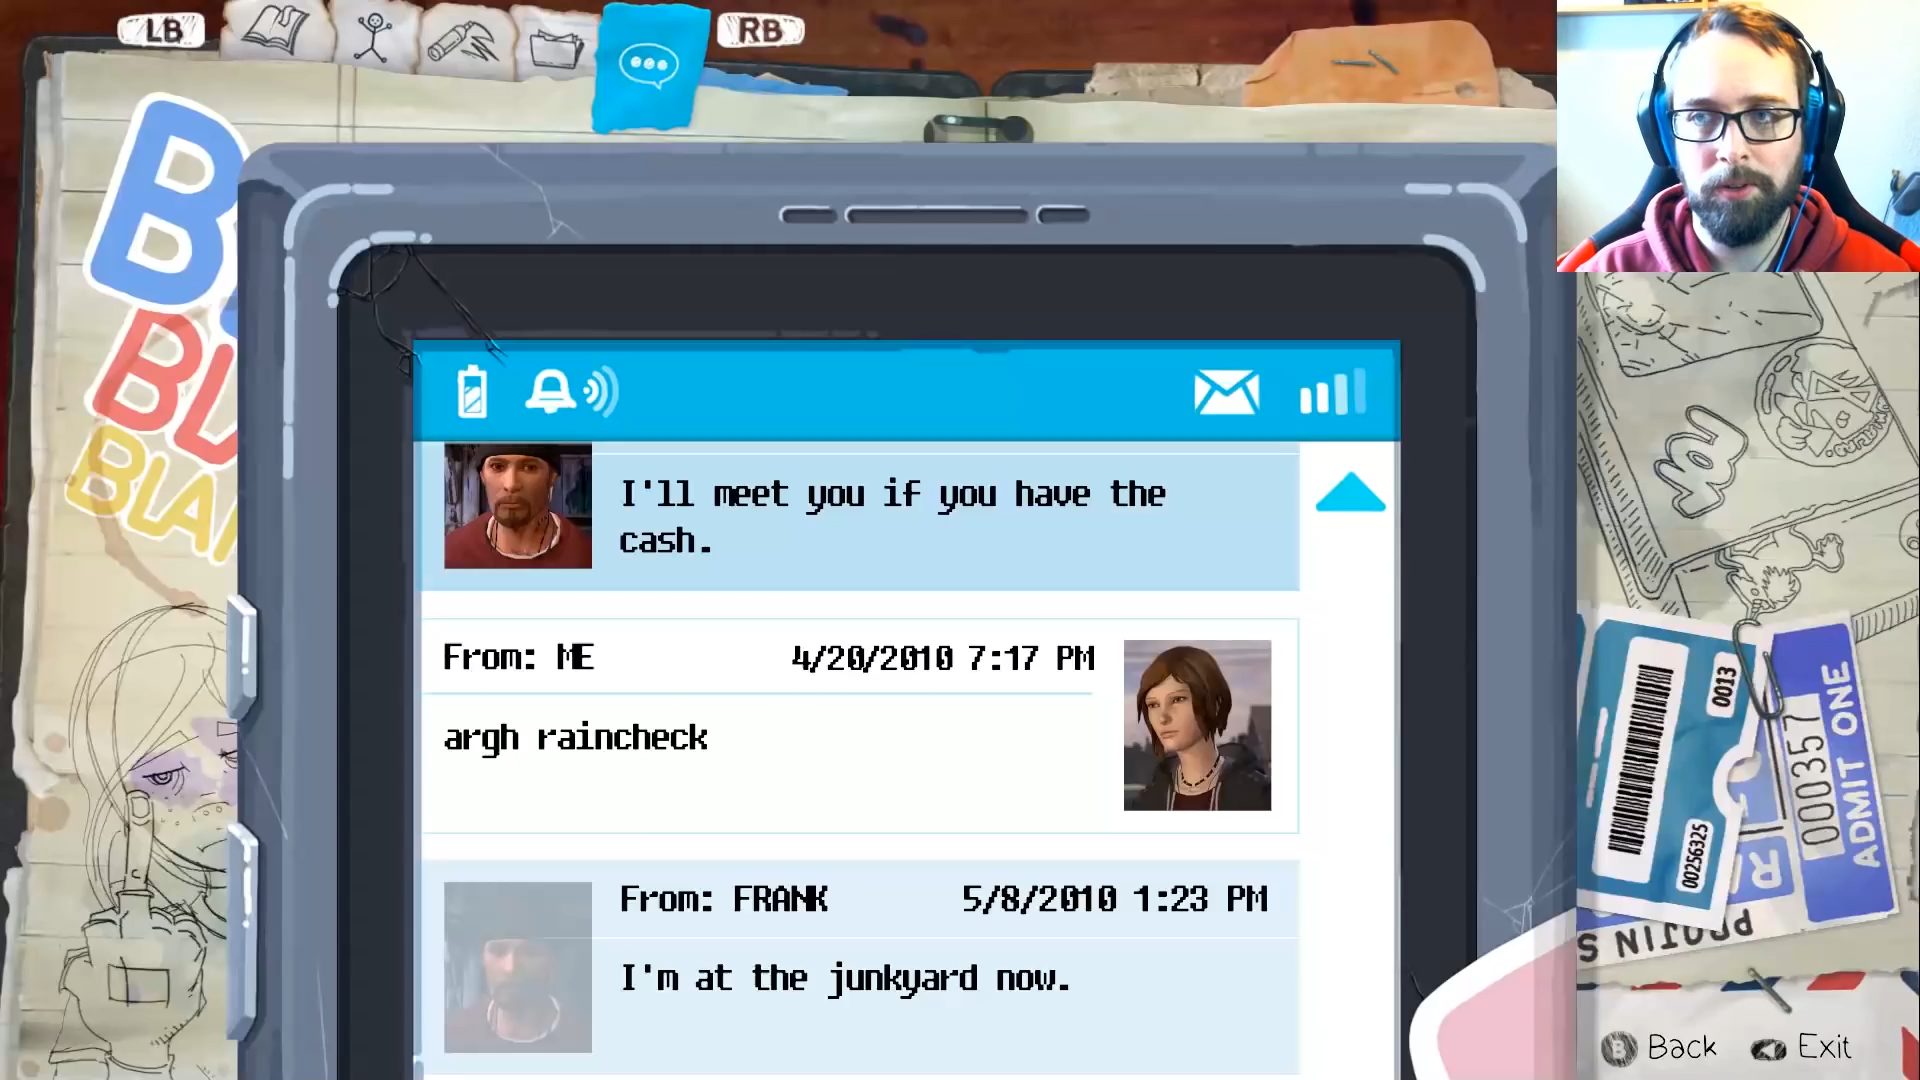 LB
RB
BL
BLA
I'll meet you if you have the
cash.
From: ME 4/20/2010 7:17 PM
argh raincheck
From: FRANK 5/8/2010 1:23 PM
I'm at the junkyard now.
0013
00256325
000357
ADMIT ONE
B Back
Exit